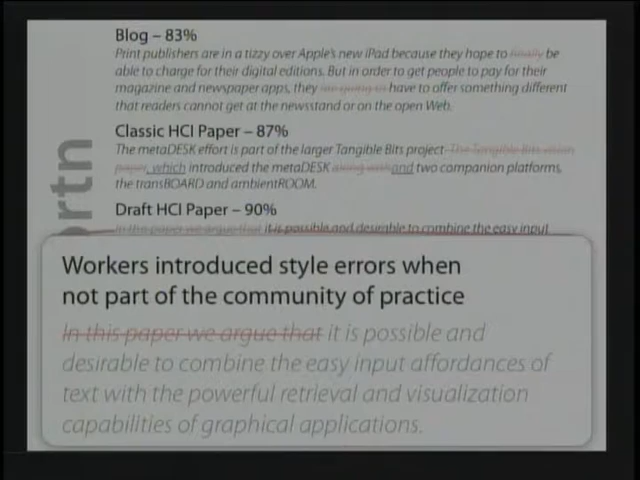 Blog – 83%
Print publishers are in a tizzy over Apple's new iPad because they hope to finally be
able to charge for their digital editions. But in order to get people to pay for their
magazine and newspaper apps, they are going to have to offer something different
that readers cannot get at the newsstand or on the open Web.
Classic HCI Paper – 87%
The metaDESK effort is part of the larger Tangible Bits project. The Tangible Bits vision
paper, which introduced the metaDESK along with and two companion platforms,
the transBOARD and ambientROOM.
Draft HCI Paper – 90%
In this paper we argue that it is possible and desirable to combine the easy input
rtn
Workers introduced style errors when
not part of the community of practice
In this paper we argue that it is possible and
desirable to combine the easy input affordances of
text with the powerful retrieval and visualization
capabilities of graphical applications.